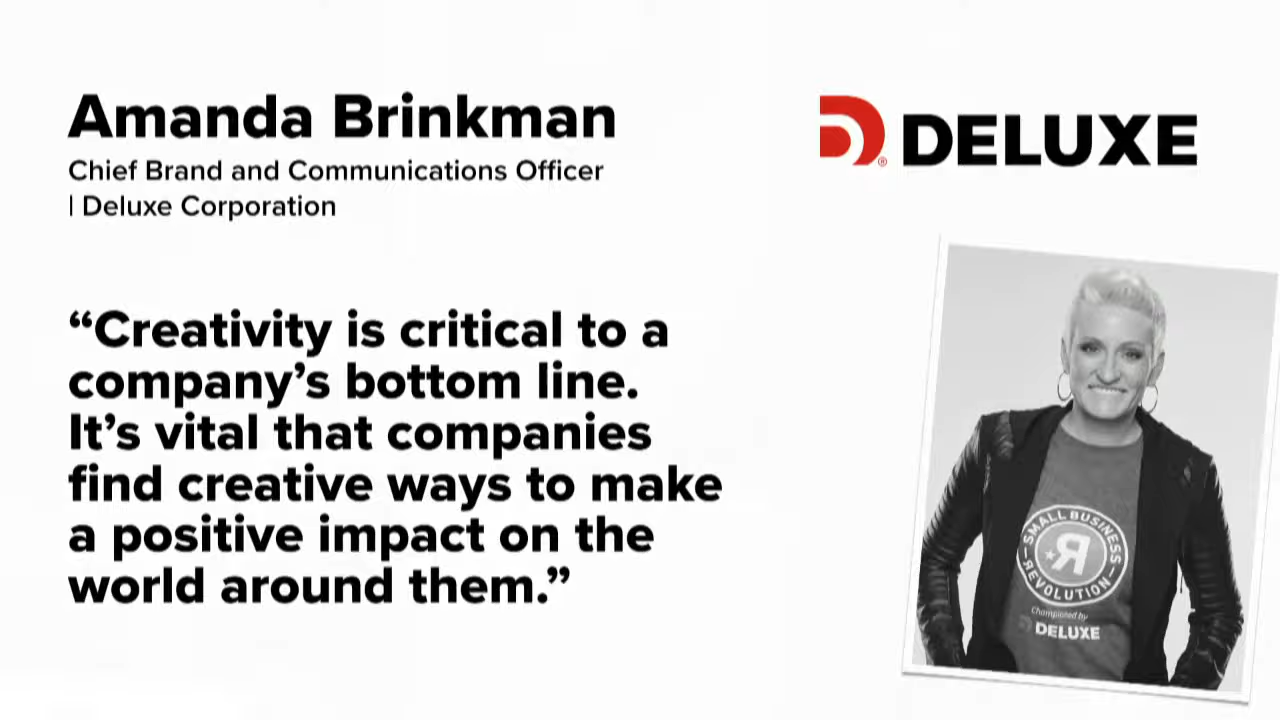 Amanda Brinkman
Chief Brand and Communications Officer
| Deluxe Corporation
DELUXE
“Creativity is critical to a
company’s bottom line.
It’s vital that companies
find creative ways to make
a positive impact on the
world around them.”
SMALL BUSINESS
REVOLUTION
R
Championed by
DELUXE